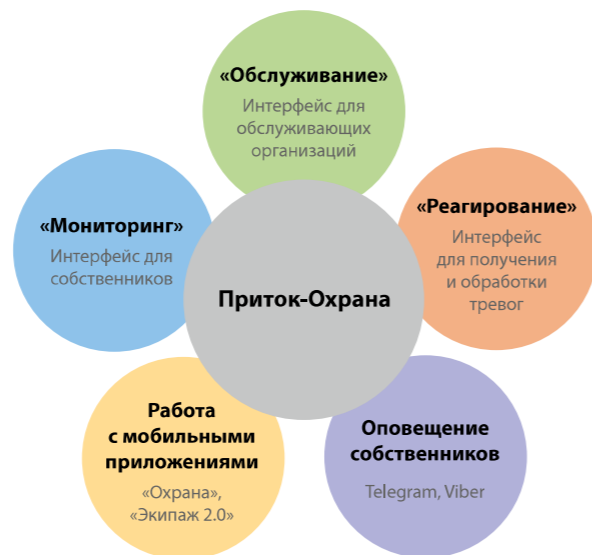 «Обслуживание»
Интерфейс для
обслуживающих
организаций
«Мониторинг»
Интерфейс для
собственников
«Реагирование»
Интерфейс
для получения
и обработки
тревог
Приток-Охрана
Работа
с мобильными
приложениями
«Охрана»,
«Экипаж 2.0»
Оповещение
собственников
Telegram, Viber